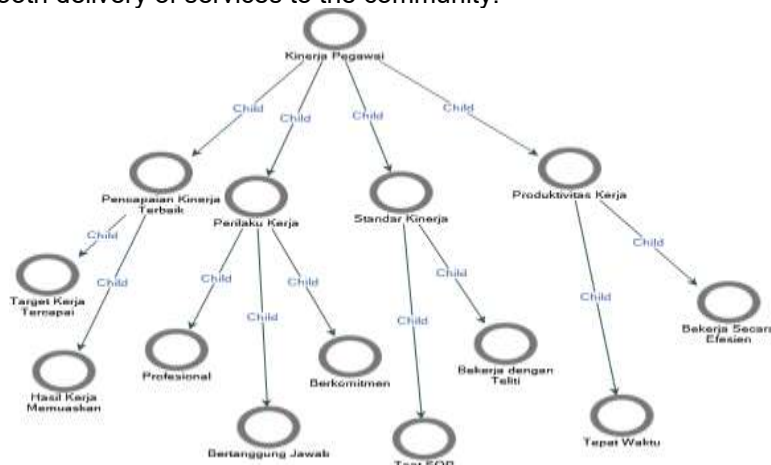 delivery of services to the community.
Kinerja Pegawai
Child
Child
Child
Child
Pencapaian Kinerja
Terbaik
Perilaku Kerja
Standar Kinerja
Produktivitas Kerja
Child
Child
Child
Child
Child
Child
Child
Child
Child
Target Kerja
Tercapai
Hasil Kerja
Memuaskan
Profesional
Bertanggung Jawab
Berkomitmen
Bekerja dengan
Teliti
Tepat Waktu
Bekerja Secara
Efesien